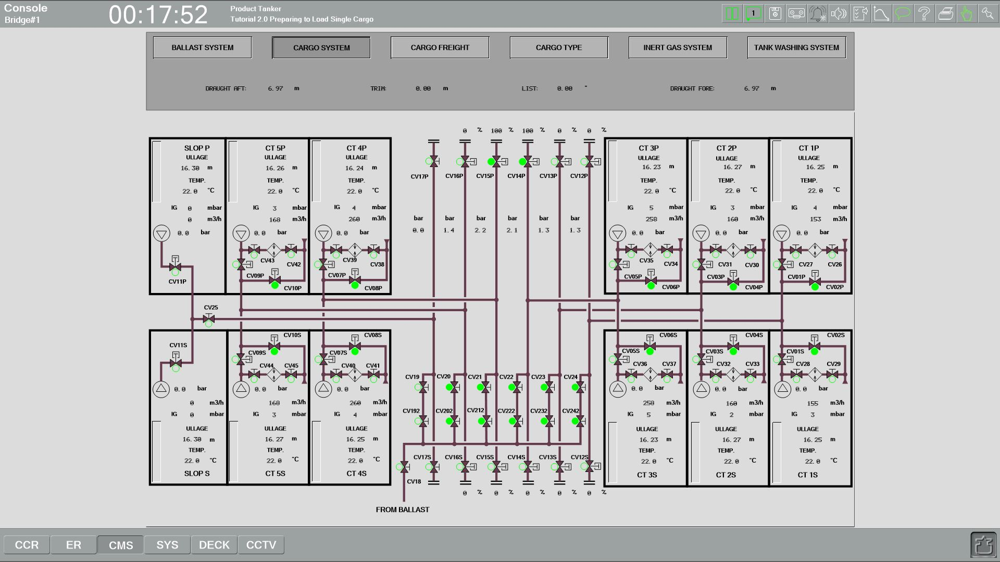 Console
Bridge#1
00:17:52
Product Tanker
Tutorial 2.0 Preparing to Load Single Cargo
1
BALLAST SYSTEM CARGO SYSTEM CARGO FREIGHT CARGO TYPE INERT GAS SYSTEM TANK WASHING SYSTEM
DRAUGHT AFT: 6.97 m TRIM: 0.00 m LIST: 0.00 ° DRAUGHT FORE: 6.97 m
0 % 100 % 100 % 0 % 0 %
SLOP P CT 5P CT 4P CT 3P CT 2P CT 1P
ULLAGE ULLAGE ULLAGE ULLAGE ULLAGE ULLAGE
16.30 m 16.26 m 16.24 m 16.23 m 16.27 m 16.25 m
CV17P CV16P CV15P CV14P CV13P CV12P
TEMP. TEMP. TEMP. TEMP. TEMP. TEMP.
22.0 °C 22.0 °C 22.0 °C 22.0 °C 22.0 °C 22.0 °C
IG 0 mbar IG 3 mbar IG 4 mbar IG 5 mbar IG 3 mbar IG 4 mbar
0 m3/h 168 m3/h 260 m3/h bar bar bar bar bar bar 258 m3/h 160 m3/h 153 m3/h
0.0 bar 0.0 bar 0.0 bar 0.0 1.4 2.2 2.1 1.3 1.3 0.0 bar 0.0 bar 0.0 bar
CV43 CV42 CV39 CV38 CV35 CV34 CV31 CV30 CV27 CV26
CV11P CV09P CV10P CV07P CV08P CV05P CV06P CV03P CV04P CV01P CV02P
CV25
CV10S CV08S CV06S CV04S CV02S
CV11S CV09S CV07S CV05S CV03S CV01S
CV44 CV45 CV40 CV41 CV36 CV37 CV32 CV33 CV28 CV29
CV19 CV20 CV21 CV22 CV23 CV24
0.0 bar 0.0 bar 0.0 bar 0.0 bar 0.0 bar 0.0 bar
0 m3/h 168 m3/h 260 m3/h 258 m3/h 160 m3/h 155 m3/h
CV192 CV202 CV212 CV222 CV232 CV242
IG 0 mbar IG 3 mbar IG 4 mbar IG 5 mbar IG 2 mbar IG 3 mbar
ULLAGE ULLAGE ULLAGE ULLAGE ULLAGE ULLAGE
16.30 m 16.27 m 16.25 m 16.23 m 16.27 m 16.25 m
TEMP. TEMP. TEMP. TEMP. TEMP. TEMP.
22.0 °C 22.0 °C 22.0 °C 22.0 °C 22.0 °C 22.0 °C
CV17S CV16S CV15S CV14S CV13S CV12S
SLOP S CT 5S CT 4S CT 3S CT 2S CT 1S
CV18
0 % 0 % 0 % 0 % 0 %
FROM BALLAST
CCR ER CMS SYS DECK CCTV